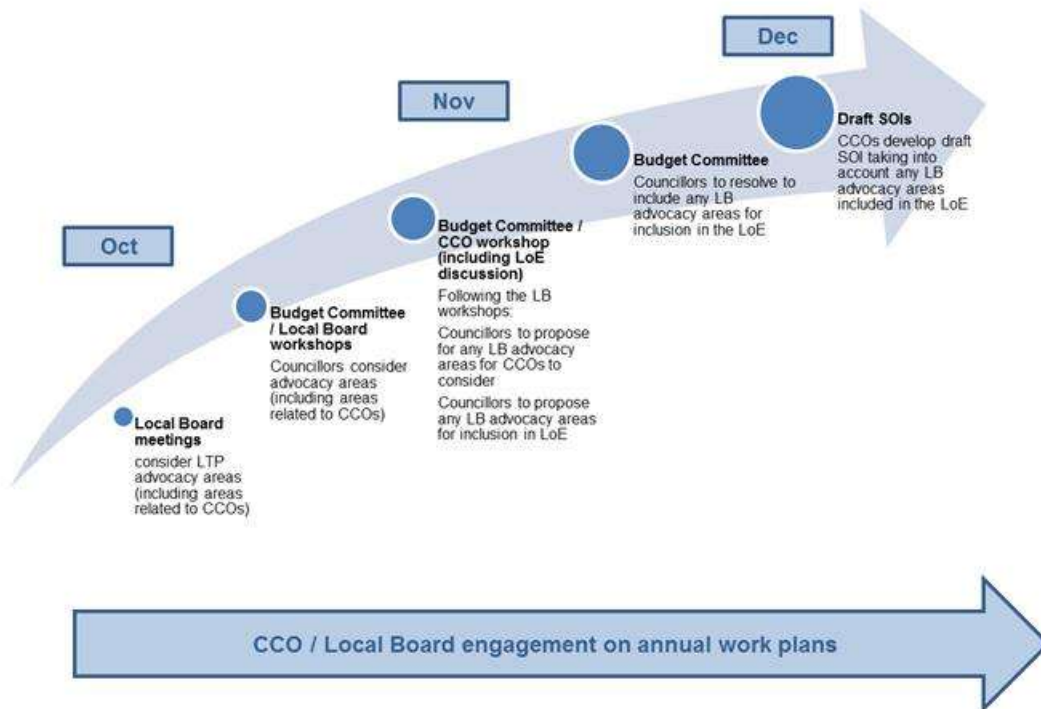 Oct
Nov
Dec
Local Board
meetings
consider LTP
advocacy areas
(including areas
related to CCOs)
Budget Committee
/ Local Board
workshops
Councillors consider
advocacy areas
(including areas
related to CCOs)
Budget Committee /
CCO workshop
(including LoE
discussion)
Following the LB
workshops:
Councillors to propose
for any LB advocacy
areas for CCOs to
consider
Councillors to propose
any LB advocacy areas
for inclusion in LoE
Budget Committee
Councillors to resolve to
include any LB
advocacy areas for
inclusion in the LoE
Draft SOIs
CCOs develop draft
SOI taking into
account any LB
advocacy areas
included in the LoE
CCO / Local Board engagement on annual work plans